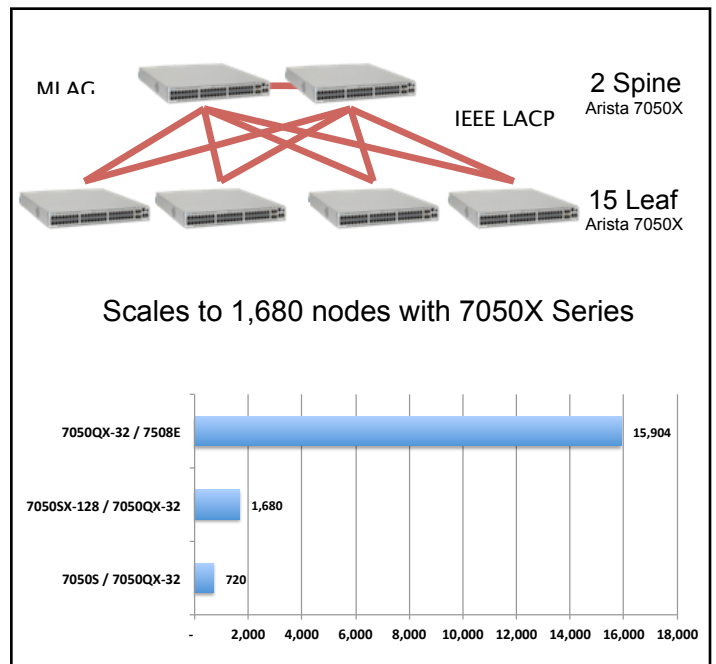 MLAG
2 Spine
Arista 7050X
IEEE LACP
15 Leaf
Arista 7050X
Scales to 1,680 nodes with 7050X Series
7050QX-32 / 7508E
15,904
7050SX-128 / 7050QX-32
1,680
7050S / 7050QX-32
720
- 2,000 4,000 6,000 8,000 10,000 12,000 14,000 16,000 18,000